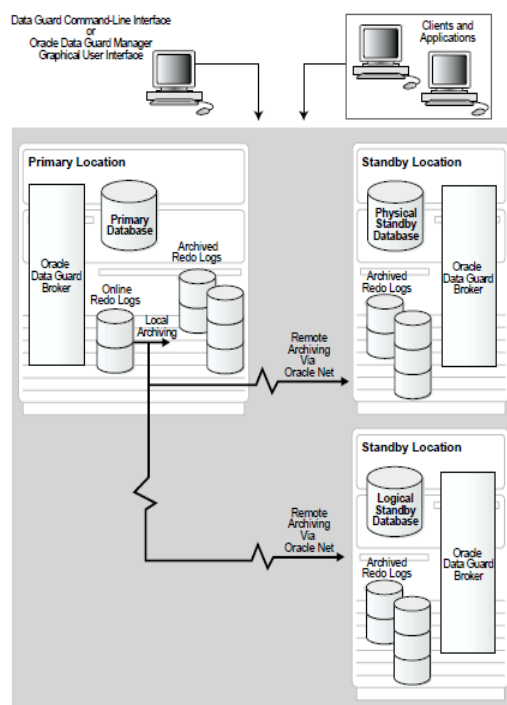 Data Guard Command-Line Interface
or
Oracle Data Guard Manager
Graphical User Interface
Clients and
Applications
Primary Location
Primary
Database
Oracle
Data Guard
Broker
Online
Redo Logs
Local
Archiving
Archived
Redo Logs
Remote
Archiving
Via
Oracle Net
Standby Location
Physical
Standby
Database
Archived
Redo Logs
Oracle
Data Guard
Broker
Remote
Archiving
Via
Oracle Net
Standby Location
Logical
Standby
Database
Archived
Redo Logs
Oracle
Data Guard
Broker